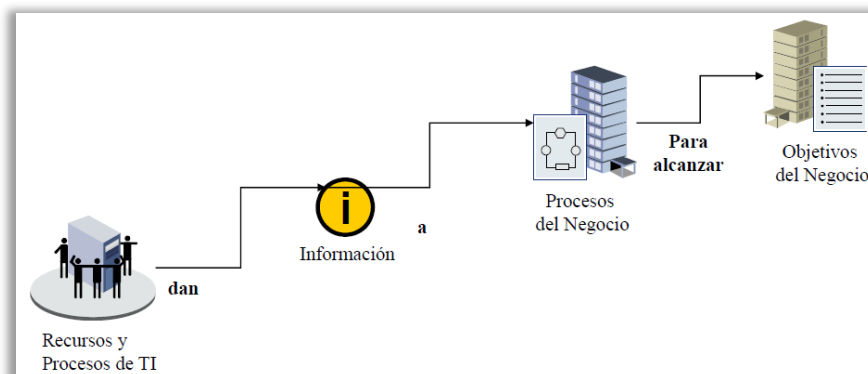 Recursos y
Procesos de TI
dan
i
Información
a
Procesos
del Negocio
Para
alcanzar
Objetivos
del Negocio